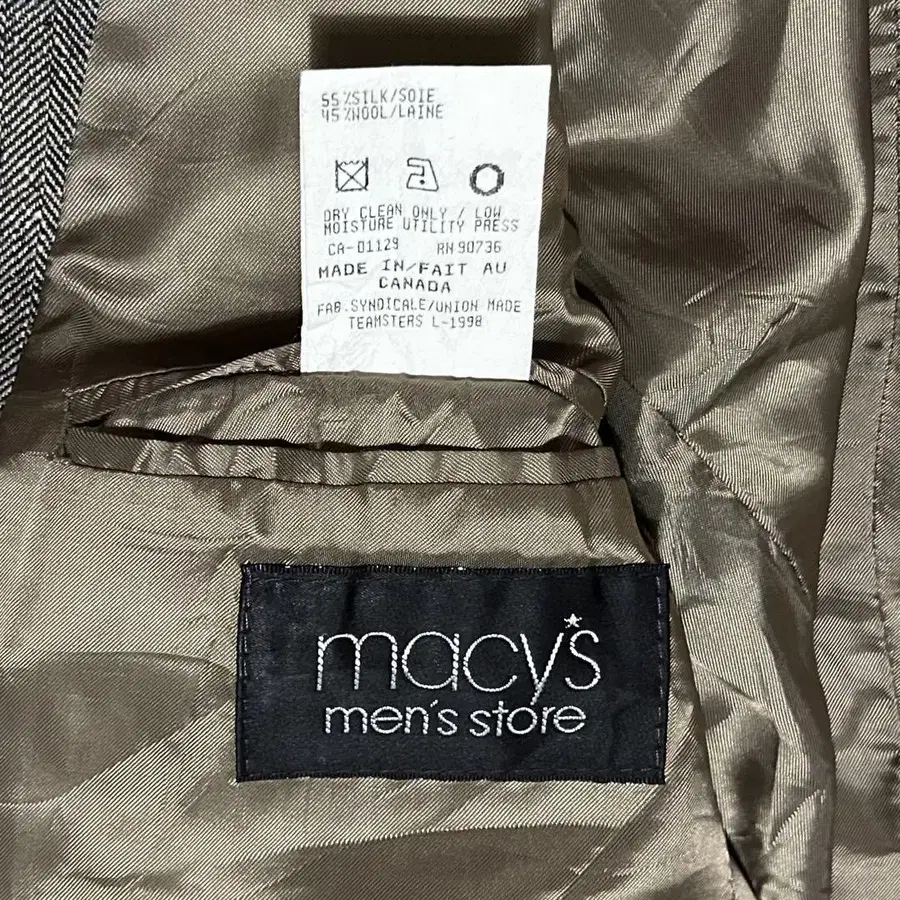 55%SILK/SOIE
45%WOOL/LAINE
DRY CLEAN ONLY / LOW
MOISTURE UTILITY PRESS
CA-01129 RN 90736
MADE IN/FAIT AU
CANADA
FAB.SYNDICALE/UNION MADE
TEAMSTERS L-1998
macy's
men's store